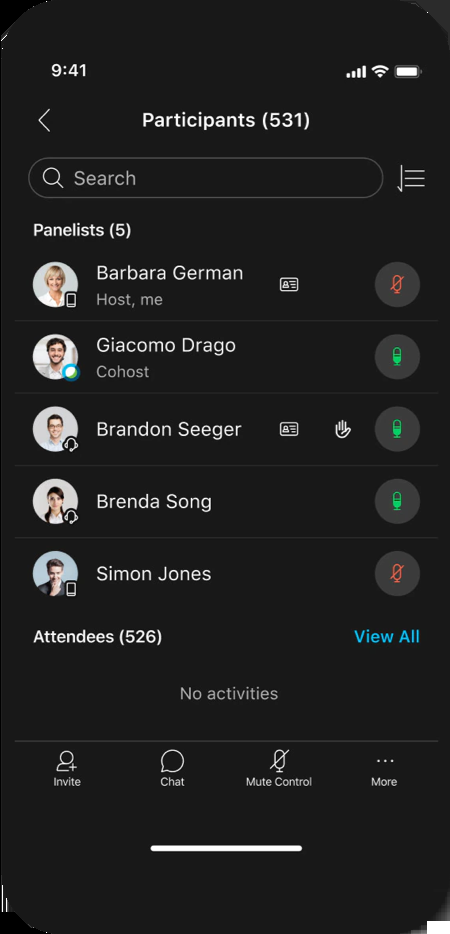 9:41
Participants (531)
Search
Panelists (5)
Barbara German
Host, me
Giacomo Drago
Cohost
Brandon Seeger
Brenda Song
Simon Jones
Attendees (526)
View All
No activities
Invite
Chat
Mute Control
More